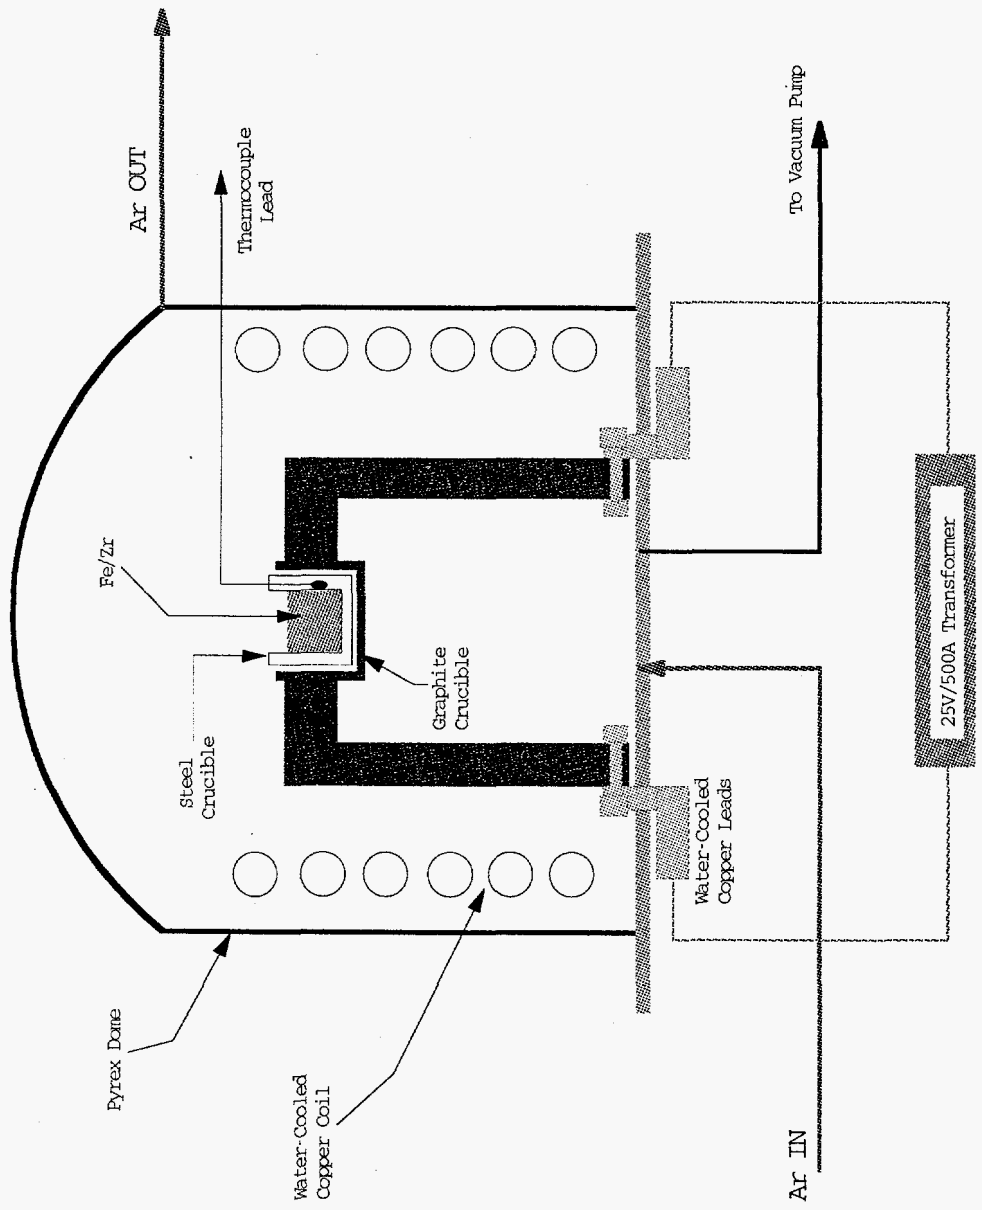 Ar OUT
Thermocouple
Lead
To Vacuum Pump
Fe/Zr
Steel
Crucible
Graphite
Crucible
25V/500A Transformer
Water-Cooled
Copper Leads
Pyrex Dome
Water-Cooled
Copper Coil
Ar IN